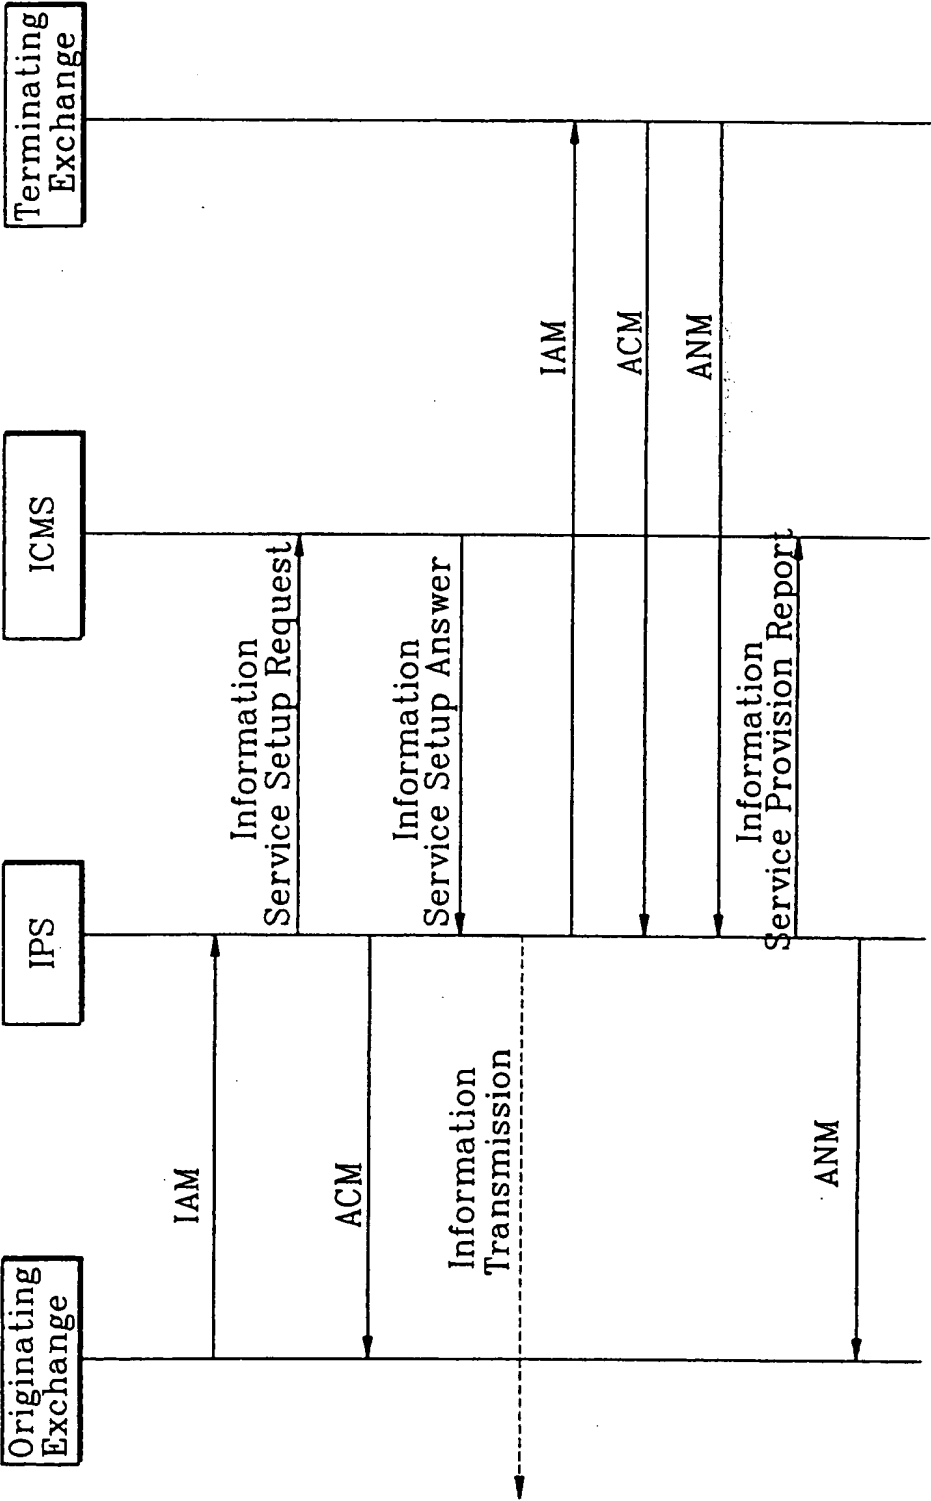 Originating
Exchange
IPS
ICMS
Terminating
Exchange
IAM
Information
Service Setup Request
ACM
Information
Service Setup Answer
Information
Transmission
IAM
ACM
ANM
Information
Service Provision Report
ANM